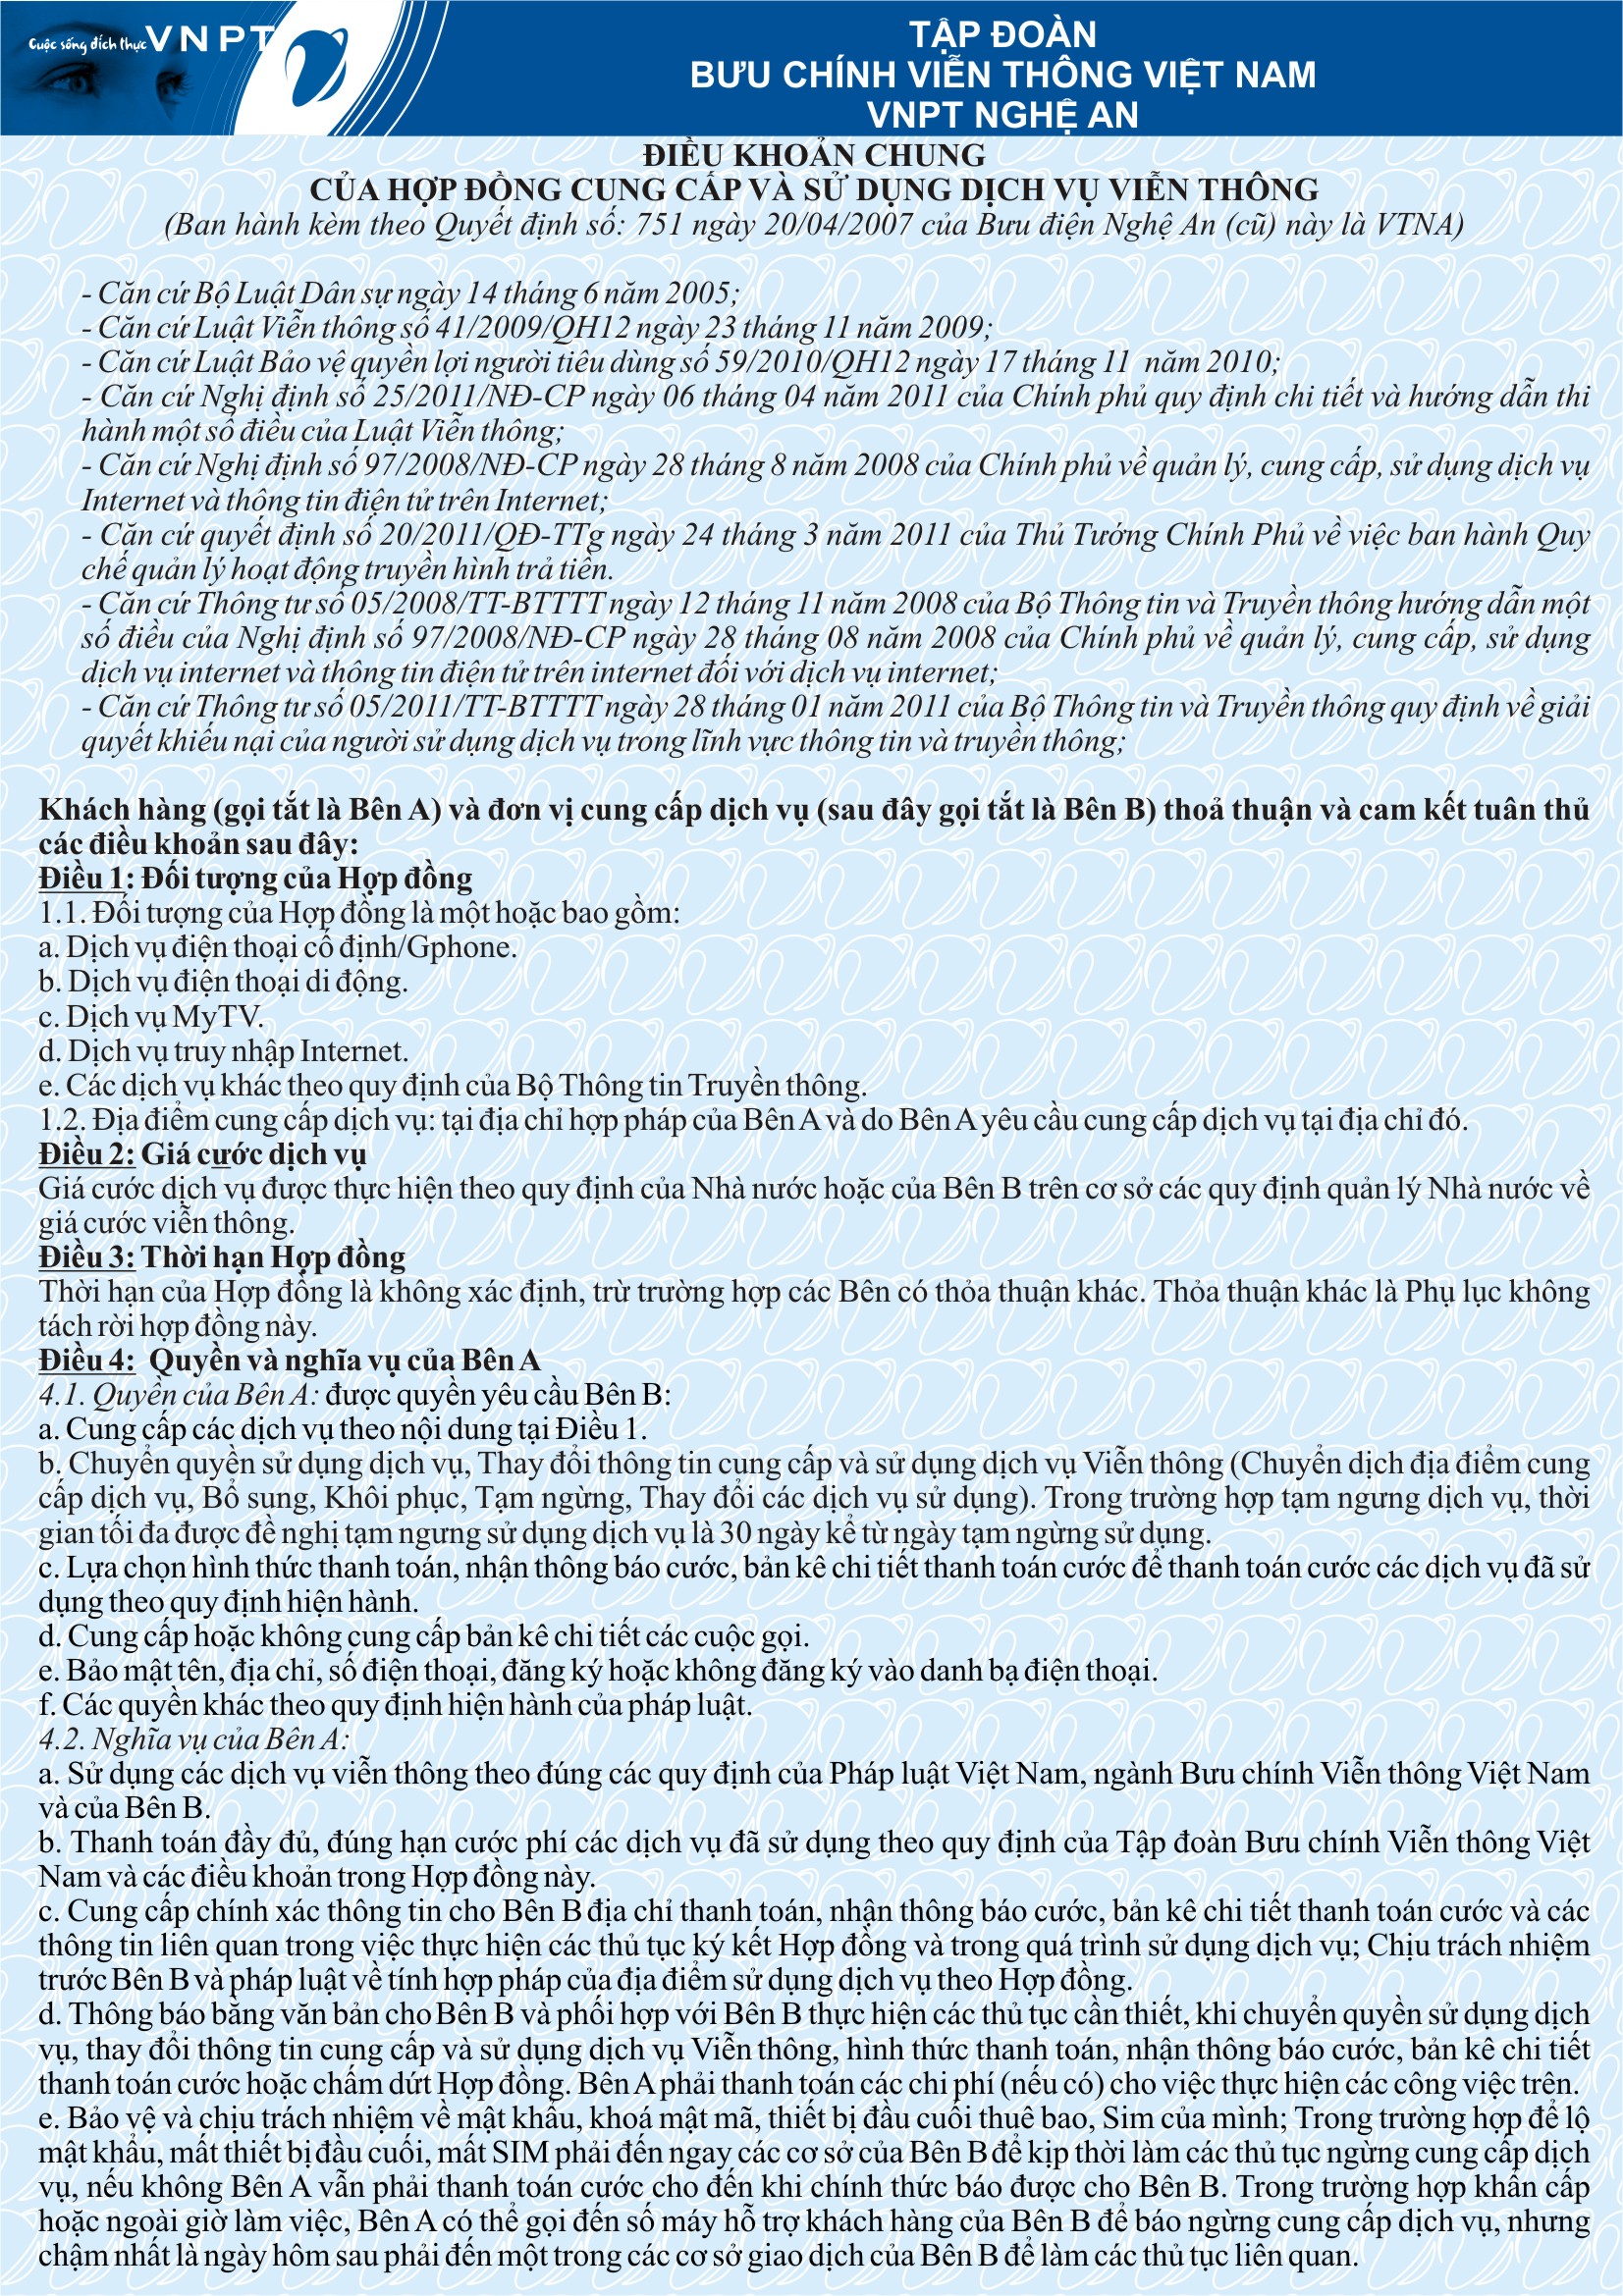 Cuộc sống đích thực VNPT
TẬP ĐOÀN
BƯU CHÍNH VIỄN THÔNG VIỆT NAM
VNPT NGHỆ AN
ĐIỀU KHOẢN CHUNG
CỦA HỢP ĐỒNG CUNG CẤP VÀ SỬ DỤNG DỊCH VỤ VIỄN THÔNG
(Ban hành kèm theo Quyết định số: 751 ngày 20/04/2007 của Bưu điện Nghệ An (cũ) này là VTNA)
- Căn cứ Bộ Luật Dân sự ngày 14 tháng 6 năm 2005;
- Căn cứ Luật Viễn thông số 41/2009/QH12 ngày 23 tháng 11 năm 2009;
- Căn cứ Luật Bảo vệ quyền lợi người tiêu dùng số 59/2010/QH12 ngày 17 tháng 11 năm 2010;
- Căn cứ Nghị định số 25/2011/NĐ-CP ngày 06 tháng 04 năm 2011 của Chính phủ quy định chi tiết và hướng dẫn thi
hành một số điều của Luật Viễn thông;
- Căn cứ Nghị định số 97/2008/NĐ-CP ngày 28 tháng 8 năm 2008 của Chính phủ về quản lý, cung cấp, sử dụng dịch vụ
Internet và thông tin điện tử trên Internet;
- Căn cứ quyết định số 20/2011/QĐ-TTg ngày 24 tháng 3 năm 2011 của Thủ Tướng Chính Phủ về việc ban hành Quy
chế quản lý hoạt động truyền hình trả tiền.
- Căn cứ Thông tư số 05/2008/TT-BTTTT ngày 12 tháng 11 năm 2008 của Bộ Thông tin và Truyền thông hướng dẫn một
số điều của Nghị định số 97/2008/NĐ-CP ngày 28 tháng 08 năm 2008 của Chính phủ về quản lý, cung cấp, sử dụng
dịch vụ internet và thông tin điện tử trên internet đối với dịch vụ internet;
- Căn cứ Thông tư số 05/2011/TT-BTTTT ngày 28 tháng 01 năm 2011 của Bộ Thông tin và Truyền thông quy định về giải
quyết khiếu nại của người sử dụng dịch vụ trong lĩnh vực thông tin và truyền thông;
Khách hàng (gọi tắt là Bên A) và đơn vị cung cấp dịch vụ (sau đây gọi tắt là Bên B) thoả thuận và cam kết tuân thủ
các điều khoản sau đây:
Điều 1: Đối tượng của Hợp đồng
1.1. Đối tượng của Hợp đồng là một hoặc bao gồm:
a. Dịch vụ điện thoại cố định/Gphone.
b. Dịch vụ điện thoại di động.
c. Dịch vụ MyTV.
d. Dịch vụ truy nhập Internet.
e. Các dịch vụ khác theo quy định của Bộ Thông tin Truyền thông.
1.2. Địa điểm cung cấp dịch vụ: tại địa chỉ hợp pháp của Bên A và do Bên A yêu cầu cung cấp dịch vụ tại địa chỉ đó.
Điều 2: Giá cước dịch vụ
Giá cước dịch vụ được thực hiện theo quy định của Nhà nước hoặc của Bên B trên cơ sở các quy định quản lý Nhà nước về
giá cước viễn thông.
Điều 3: Thời hạn Hợp đồng
Thời hạn của Hợp đồng là không xác định, trừ trường hợp các Bên có thỏa thuận khác. Thỏa thuận khác là Phụ lục không
tách rời hợp đồng này.
Điều 4: Quyền và nghĩa vụ của Bên A
4.1. Quyền của Bên A: được quyền yêu cầu Bên B:
a. Cung cấp các dịch vụ theo nội dung tại Điều 1.
b. Chuyển quyền sử dụng dịch vụ, Thay đổi thông tin cung cấp và sử dụng dịch vụ Viễn thông (Chuyển dịch địa điểm cung
cấp dịch vụ, Bổ sung, Khôi phục, Tạm ngừng, Thay đổi các dịch vụ sử dụng). Trong trường hợp tạm ngưng dịch vụ, thời
gian tối đa được đề nghị tạm ngưng sử dụng dịch vụ là 30 ngày kể từ ngày tạm ngừng sử dụng.
c. Lựa chọn hình thức thanh toán, nhận thông báo cước, bản kê chi tiết thanh toán cước để thanh toán cước các dịch vụ đã sử
dụng theo quy định hiện hành.
d. Cung cấp hoặc không cung cấp bản kê chi tiết các cuộc gọi.
e. Bảo mật tên, địa chỉ, số điện thoại, đăng ký hoặc không đăng ký vào danh bạ điện thoại.
f. Các quyền khác theo quy định hiện hành của pháp luật.
4.2. Nghĩa vụ của Bên A:
a. Sử dụng các dịch vụ viễn thông theo đúng các quy định của Pháp luật Việt Nam, ngành Bưu chính Viễn thông Việt Nam
và của Bên B.
b. Thanh toán đầy đủ, đúng hạn cước phí các dịch vụ đã sử dụng theo quy định của Tập đoàn Bưu chính Viễn thông Việt
Nam và các điều khoản trong Hợp đồng này.
c. Cung cấp chính xác thông tin cho Bên B địa chỉ thanh toán, nhận thông báo cước, bản kê chi tiết thanh toán cước và các
thông tin liên quan trong việc thực hiện các thủ tục ký kết Hợp đồng và trong quá trình sử dụng dịch vụ; Chịu trách nhiệm
trước Bên B và pháp luật về tính hợp pháp của địa điểm sử dụng dịch vụ theo Hợp đồng.
d. Thông báo bằng văn bản cho Bên B và phối hợp với Bên B thực hiện các thủ tục cần thiết, khi chuyển quyền sử dụng dịch
vụ, thay đổi thông tin cung cấp và sử dụng dịch vụ Viễn thông, hình thức thanh toán, nhận thông báo cước, bản kê chi tiết
thanh toán cước hoặc chấm dứt Hợp đồng. Bên A phải thanh toán các chi phí (nếu có) cho việc thực hiện các công việc trên.
e. Bảo vệ và chịu trách nhiệm về mật khẩu, khoá mật mã, thiết bị đầu cuối thuê bao, Sim của mình; Trong trường hợp để lộ
mật khẩu, mất thiết bị đầu cuối, mất SIM phải đến ngay các cơ sở của Bên B để kịp thời làm các thủ tục ngừng cung cấp dịch
vụ, nếu không Bên A vẫn phải thanh toán cước cho đến khi chính thức báo được cho Bên B. Trong trường hợp khẩn cấp
hoặc ngoài giờ làm việc, Bên A có thể gọi đến số máy hỗ trợ khách hàng của Bên B để báo ngừng cung cấp dịch vụ, nhưng
chậm nhất là ngày hôm sau phải đến một trong các cơ sở giao dịch của Bên B để làm các thủ tục liên quan.